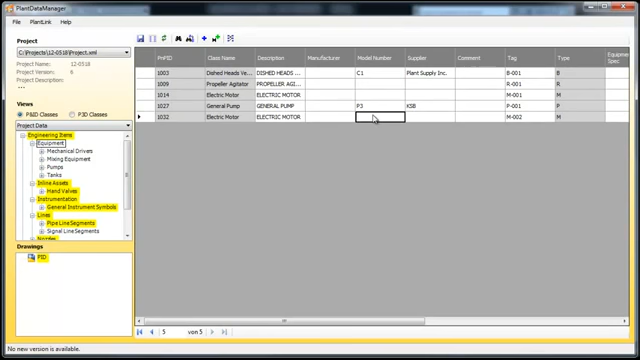 PlantDataManager
File PlantLink Help
Project
C:\Projects\12-0518\Project.xml
Project Name: 12-0518
Project Version: 6
Project Description:
...
Views
P&ID Classes P3D Classes
Project Data
Engineering Items
Equipment
Mechanical Drivers
Mixing Equipment
Pumps
Tanks
Inline Assets
Hand Valves
Instrumentation
General Instrument Symbols
Lines
Pipe Line Segments
Signal Line Segments
Nozzles
Drawings
PID
PnPID Class Name Description Manufacturer Model Number Supplier Comment Tag Type Equipment Spec
1003 Dished Heads Ve... DISHED HEADS ... C1 Plant Supply Inc. B-001 B
1009 Propeller Agitator PROPELLER AGI... R-001 R
1014 Electric Motor ELECTRIC MOTOR M-001 M
1027 General Pump GENERAL PUMP P3 KSB P-001 P
1032 Electric Motor ELECTRIC MOTOR M-002 M
5 von 5
No new version is available.